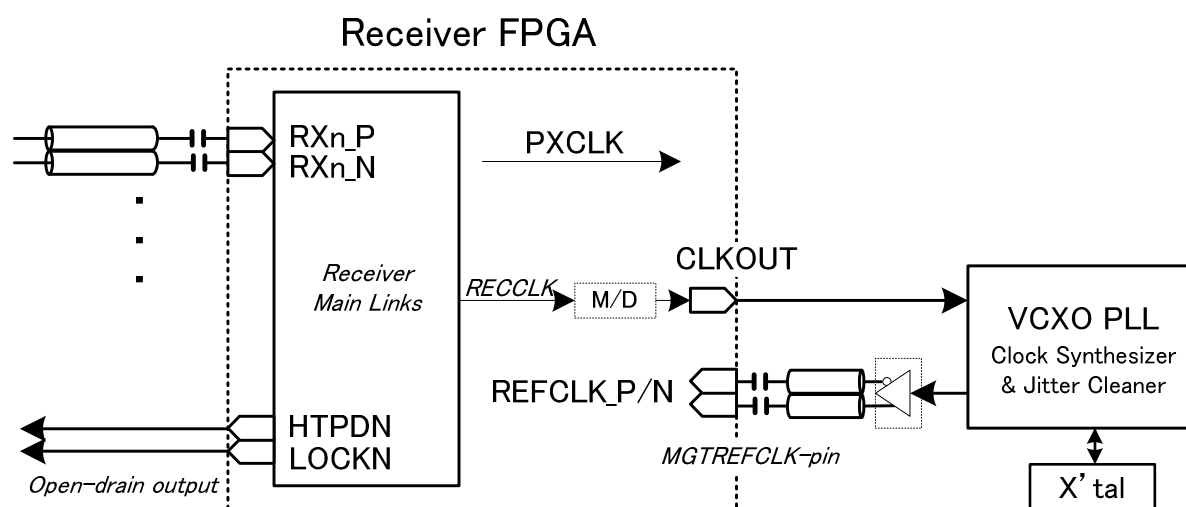 Receiver FPGA
RXn_P
RXn_N
PXCLK
Receiver
Main Links
RECCLK
M/D
CLKOUT
VCXO PLL
Clock Synthesizer
& Jitter Cleaner
REFCLK_P/N
MGTREFCLK-pin
HTPDN
LOCKN
Open-drain output
X' tal